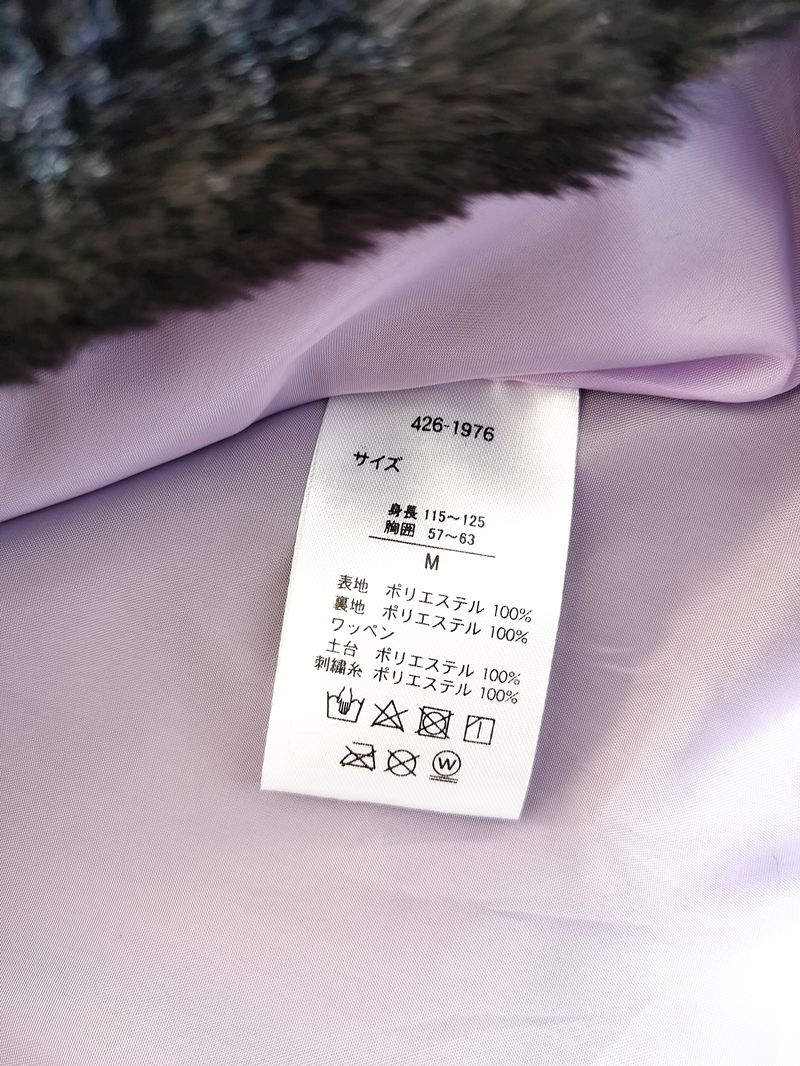 426-1976
サイズ
身長 115～125
胸囲 57～63
M
表地 ポリエステル 100%
裏地 ポリエステル 100%
ワッペン
土台 ポリエステル 100%
刺繍糸 ポリエステル 100%
W